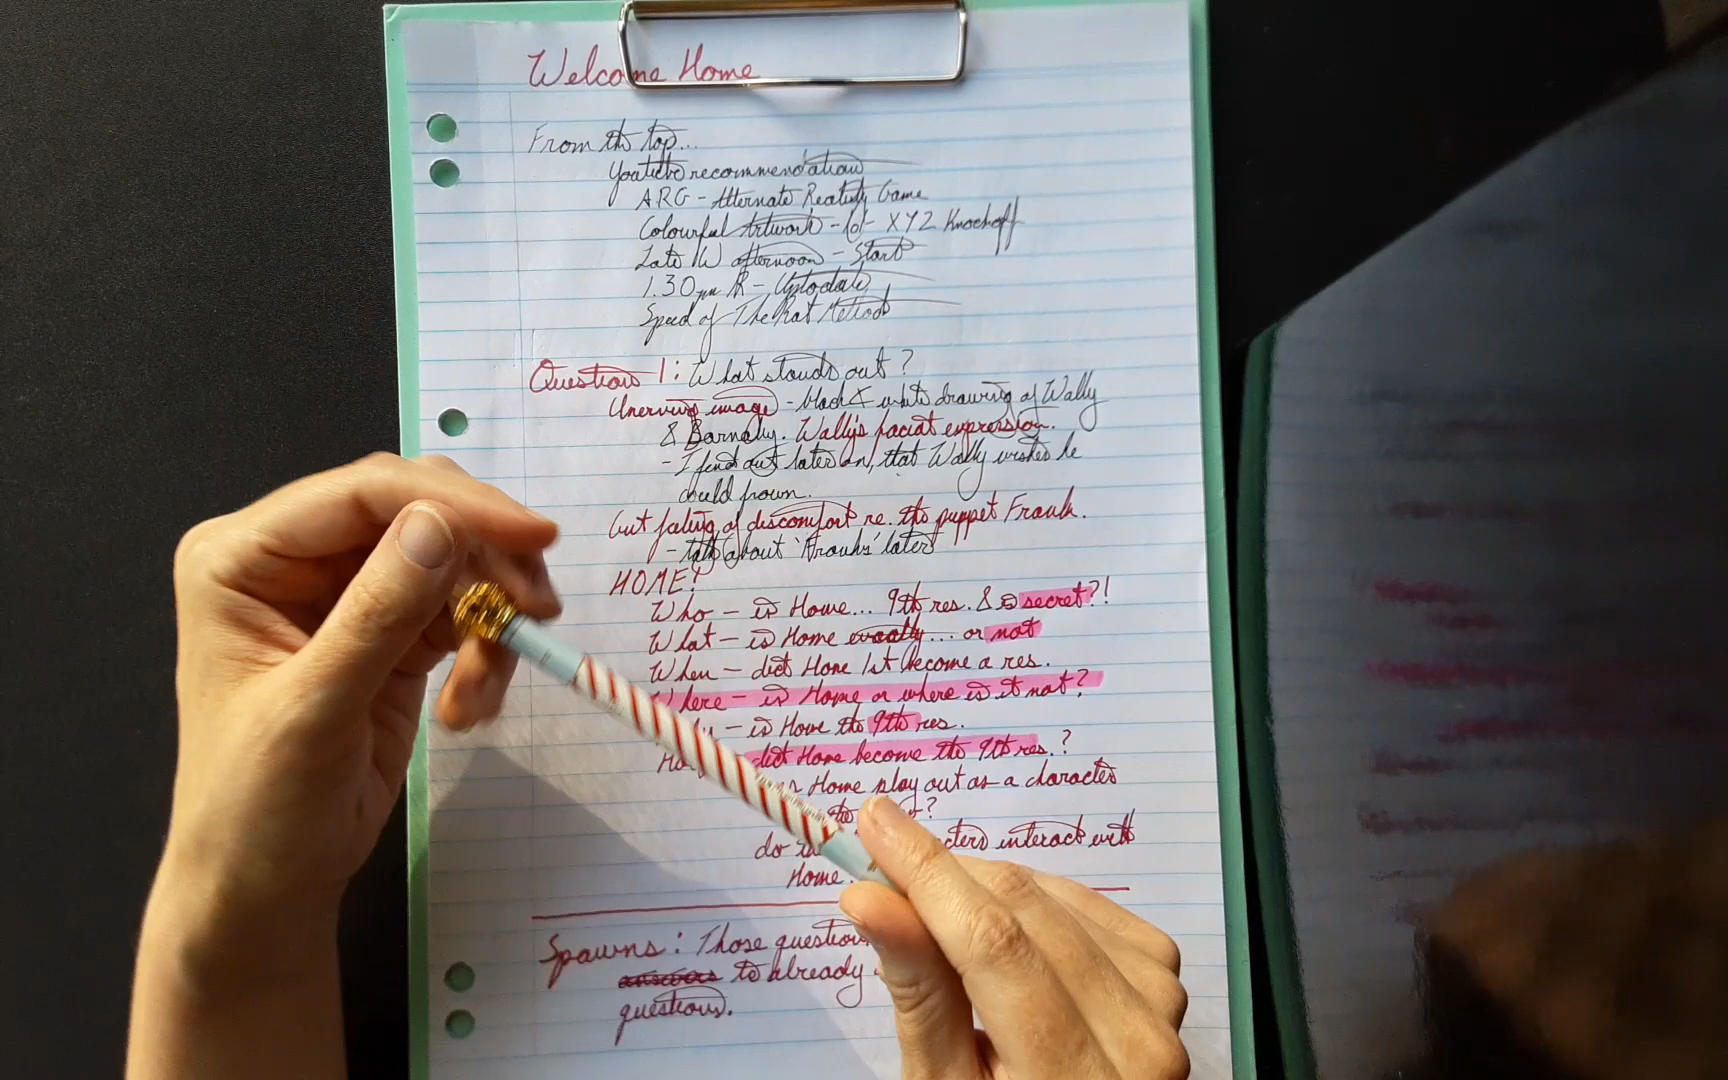 Welcome Home
From the top...
Youtube recommendation
ARG - Alternate Reality Game
Colourful Artwork - lot XYZ Knockoff
Late W afternoon - Start
1.30pm R - Uptodate
Speed of The Rat Method
Question 1: What stands out?
Unerving image - black & white drawing of Wally
& Barnaby. Wally's facial expression.
- I find out later on, that Wally wishes he
could frown.
Gut feeling of discomfort re. the puppet Frank.
- talk about 'Franks' later
HOME?
Who - is Home... 9th res. & is secret?!
What - is Home exactly... or not
When - did Home 1st become a res.
Where - is Home or where is it not?
- is Home the 9th res.
did Home become the 9th res.?
Home play out as a character
the ?
do interact with
Home.
Spawns: Those question
answers to already
questions.